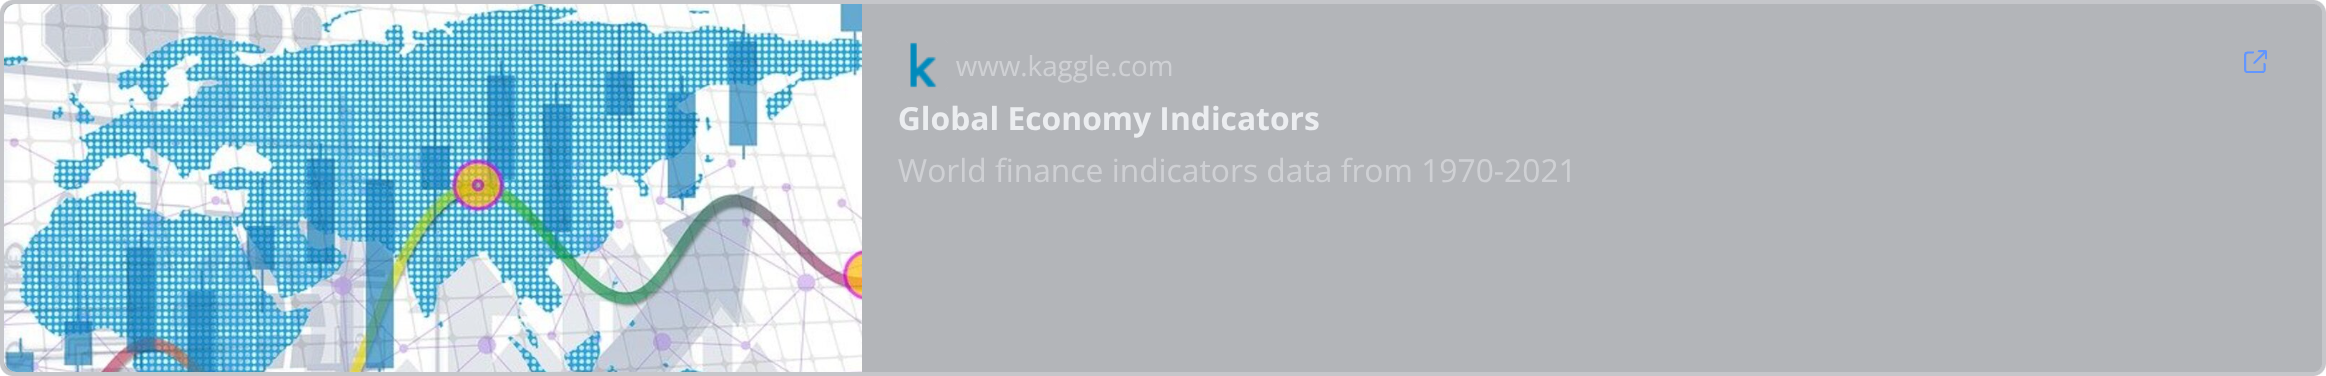 www.kaggle.com
Global Economy Indicators
World finance indicators data from 1970-2021